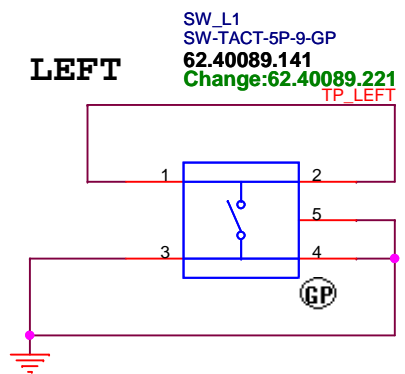 SW_L1
SW-TACT-5P-9-GP
LEFT
62.40089.141
Change:62.40089.221
TP_LEFT
1
2
5
3
4
GP